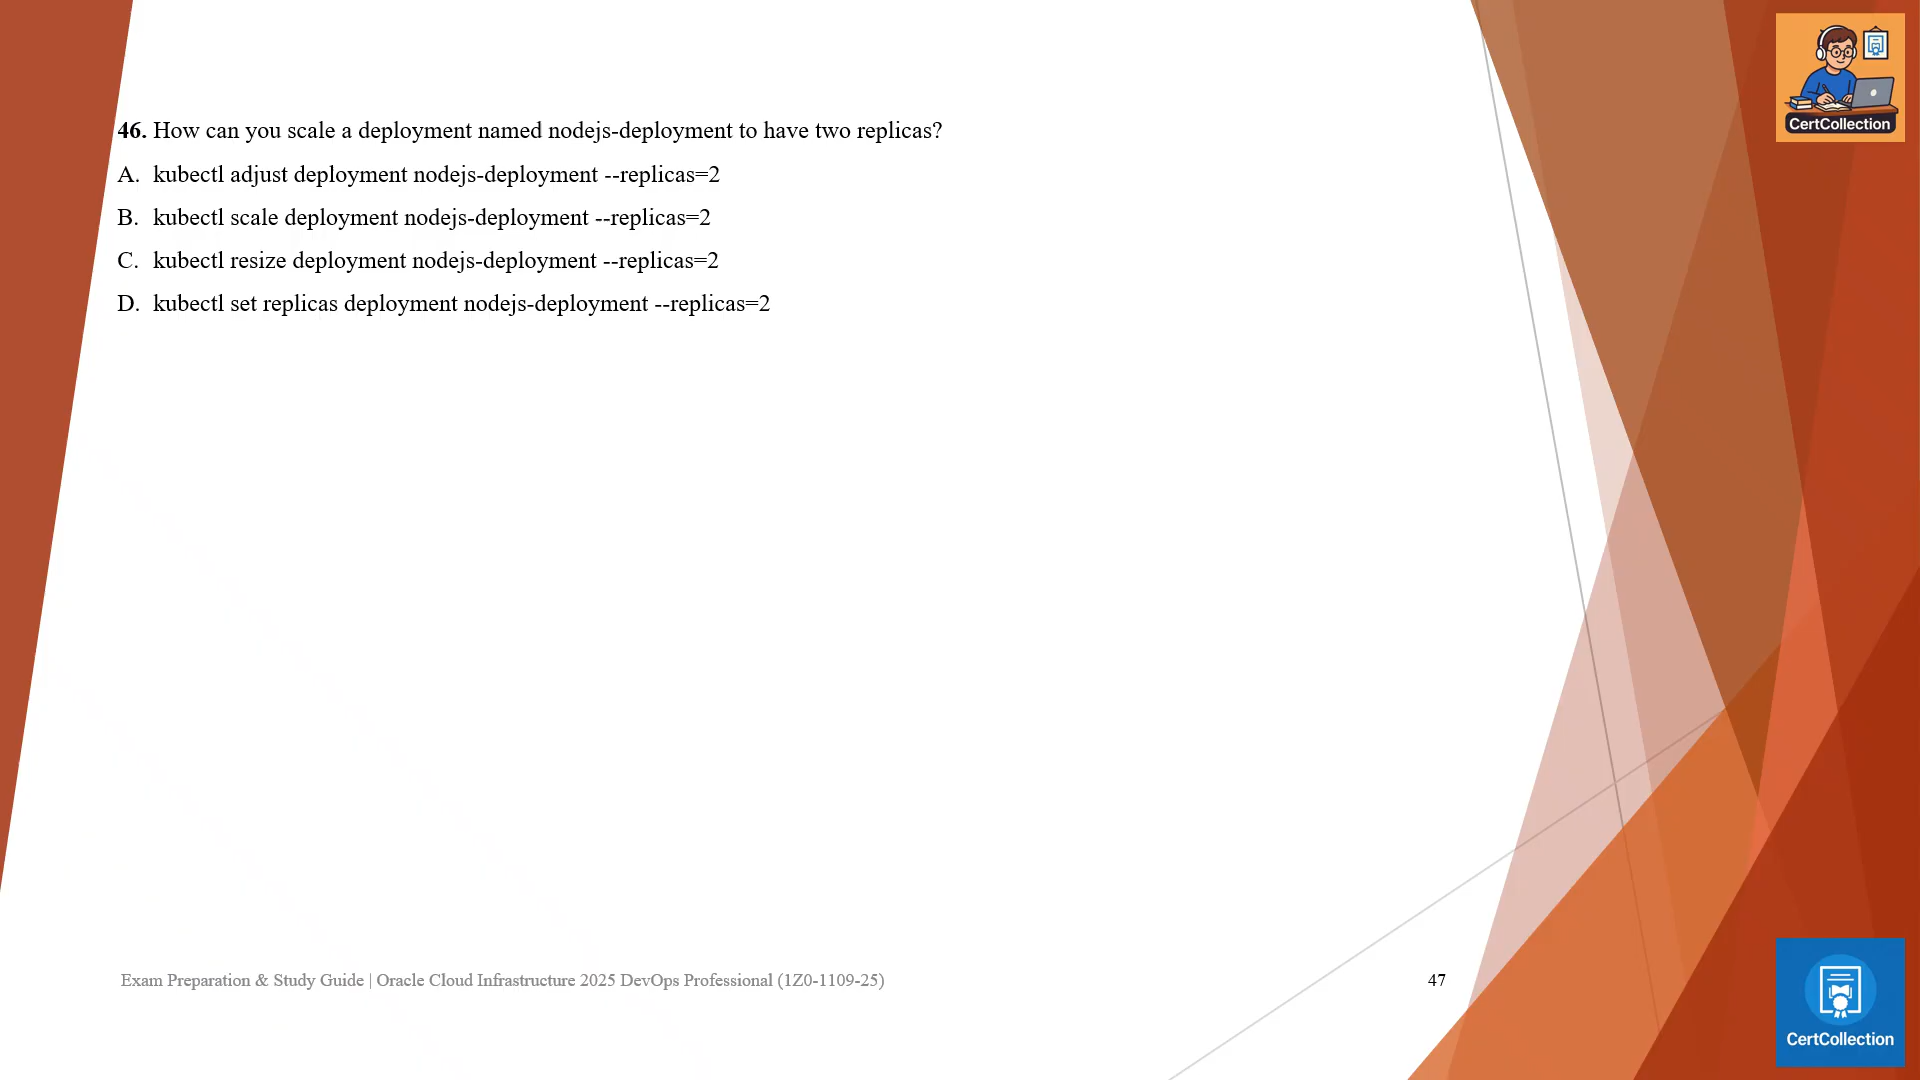 CertCollection
46. How can you scale a deployment named nodejs-deployment to have two replicas?
A. kubectl adjust deployment nodejs-deployment --replicas=2
B. kubectl scale deployment nodejs-deployment --replicas=2
C. kubectl resize deployment nodejs-deployment --replicas=2
D. kubectl set replicas deployment nodejs-deployment --replicas=2
Exam Preparation & Study Guide | Oracle Cloud Infrastructure 2025 DevOps Professional (1Z0-1109-25)
47
CertCollection